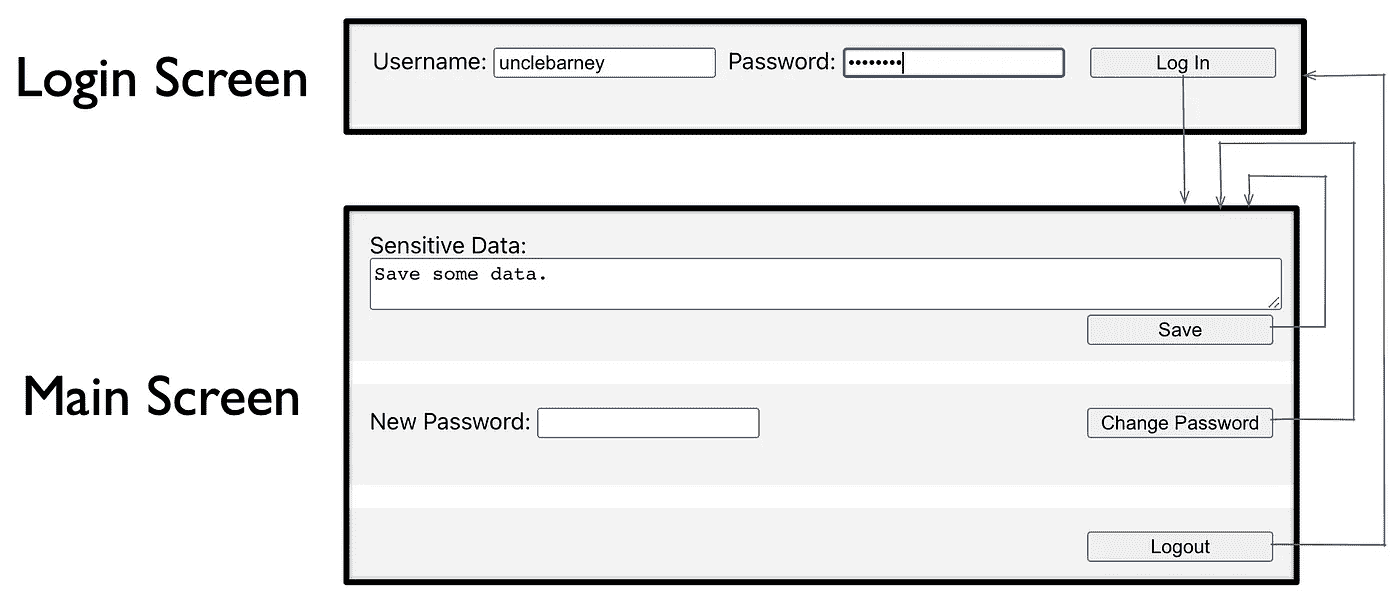 Login Screen
Username: unclebarney Password: •••••••• Log In
Sensitive Data:
Save some data.
Save
Main Screen
New Password: Change Password
Logout